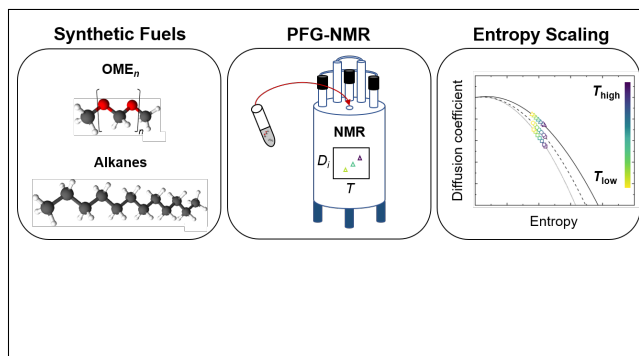 Synthetic Fuels
OMEn
n
Alkanes
PFG-NMR
NMR
Di
T
Entropy Scaling
Diffusion coefficient
Thigh
Tlow
Entropy